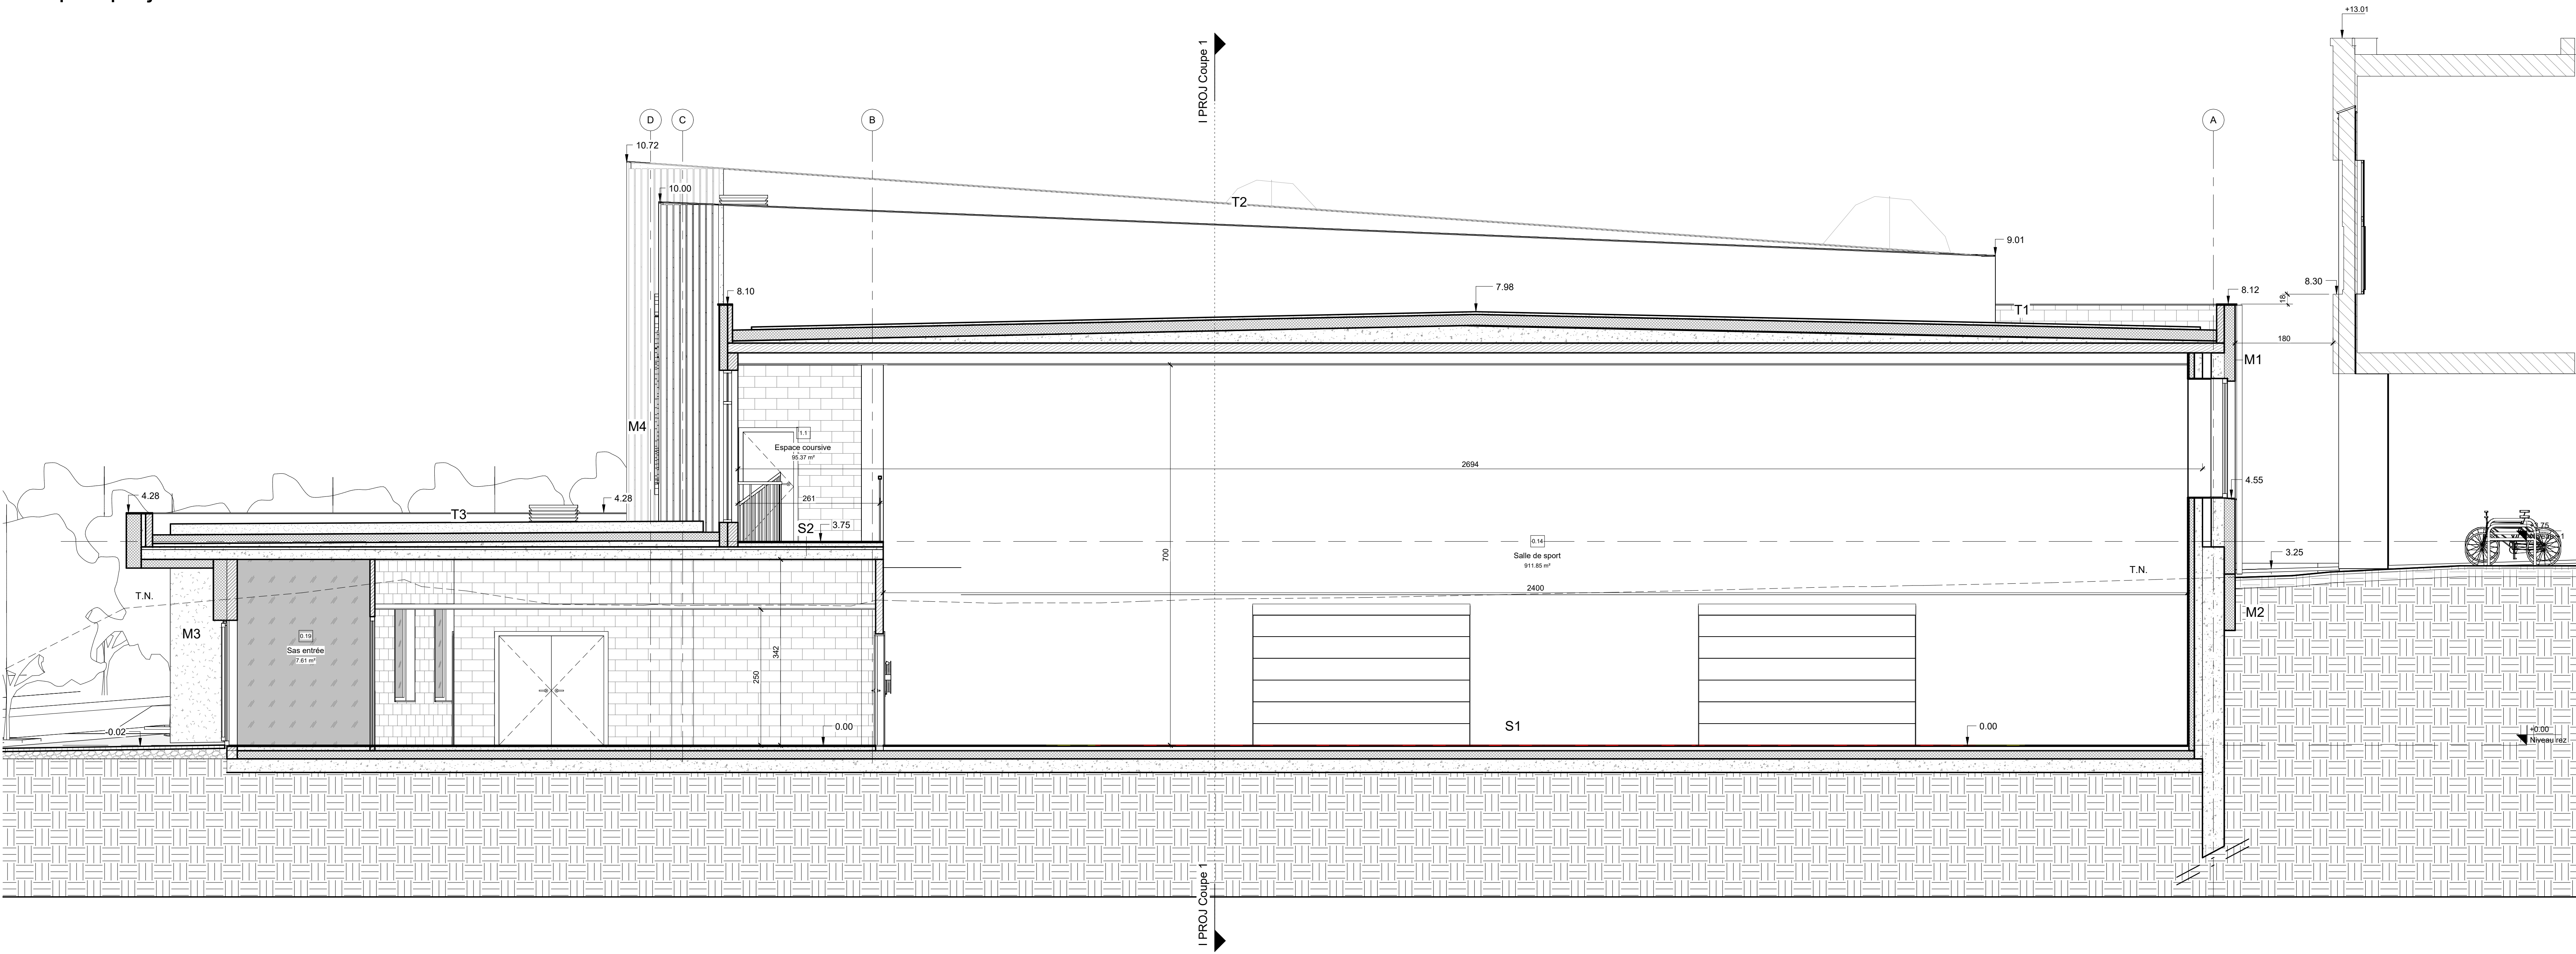 +13.01
I PROJ Coupe 1
D
C
B
A
10.72
10.00
T2
9.01
8.10
7.98
T1
8.12
18
8.30
180
M1
M4
1.1
Espace coursive
95.37 m²
2694
261
4.28
4.28
T3
S2
3.75
4.55
700
0.14
Salle de sport
911.85 m²
3.25
T.N.
T.N.
2400
M3
M2
0.19
Sas entrée
7.61 m²
342
250
-0.02
0.00
S1
0.00
+0.00
Niveau rez
I PROJ Coupe 1